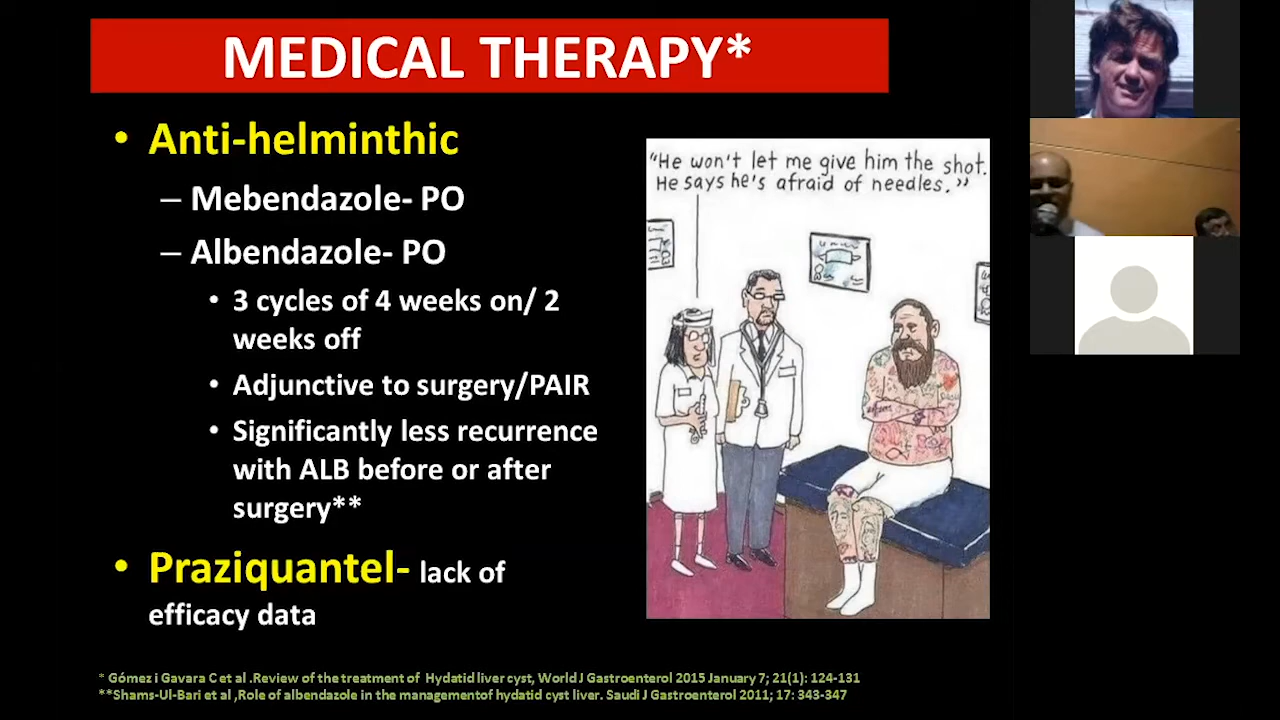 MEDICAL THERAPY*
• Anti-helminthic
– Mebendazole- PO
– Albendazole- PO
• 3 cycles of 4 weeks on/ 2
weeks off
• Adjunctive to surgery/PAIR
• Significantly less recurrence
with ALB before or after
surgery**
• Praziquantel- lack of
efficacy data
"He won't let me give him the shot.
He says he's afraid of needles."
* Gómez i Gavara C et al .Review of the treatment of Hydatid liver cyst, World J Gastroenterol 2015 January 7; 21(1): 124-131
**Shams-Ul-Bari et al ,Role of albendazole in the managementof hydatid cyst liver. Saudi J Gastroenterol 2011; 17: 343-347